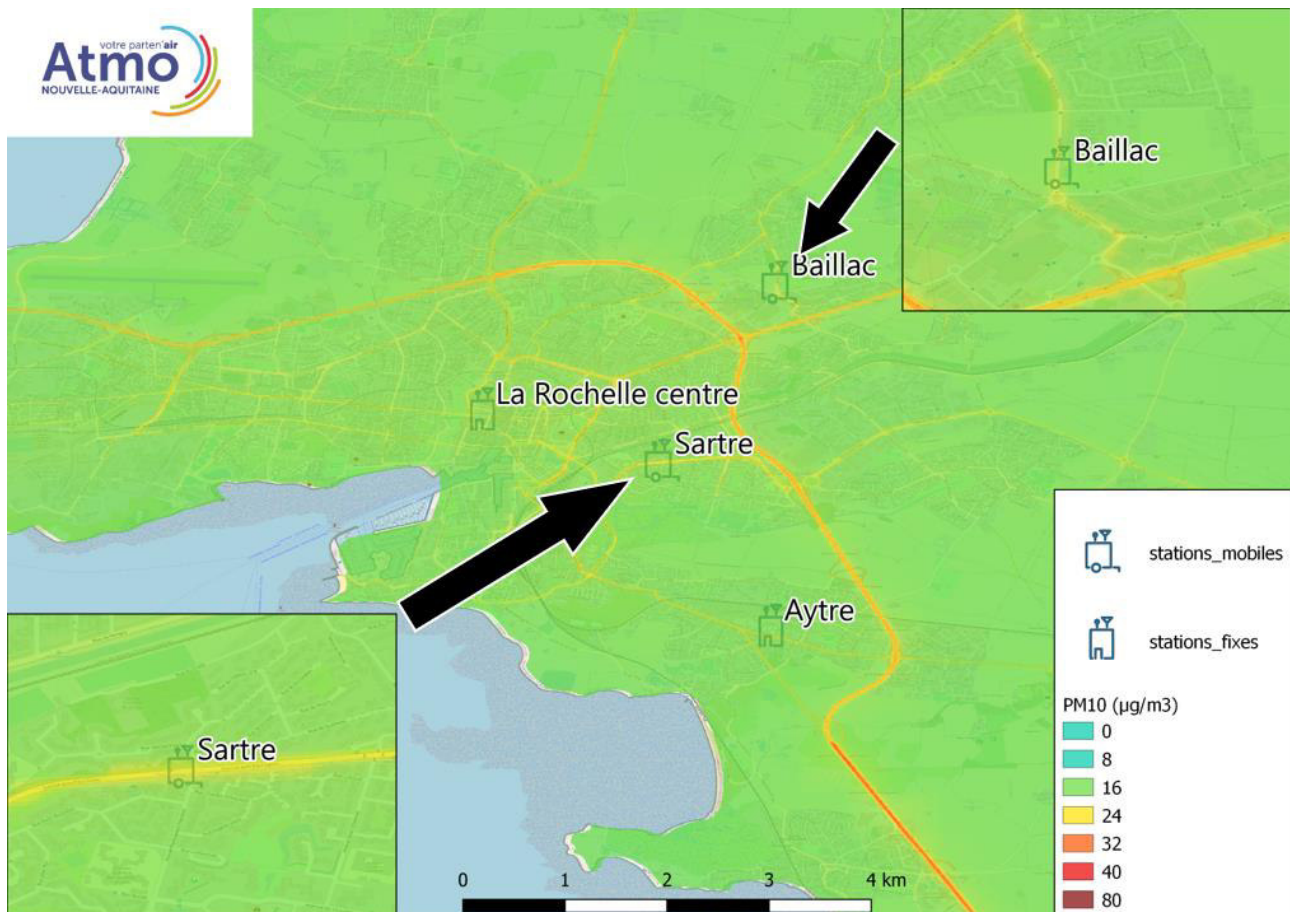 votre parten'air
Atmo
NOUVELLE-AQUITAINE
Baillac
Baillac
La Rochelle centre
Sartre
Aytre
Sartre
stations_mobiles
stations_fixes
PM10 (µg/m3)
0
8
16
24
32
40
80
0 1 2 3 4 km